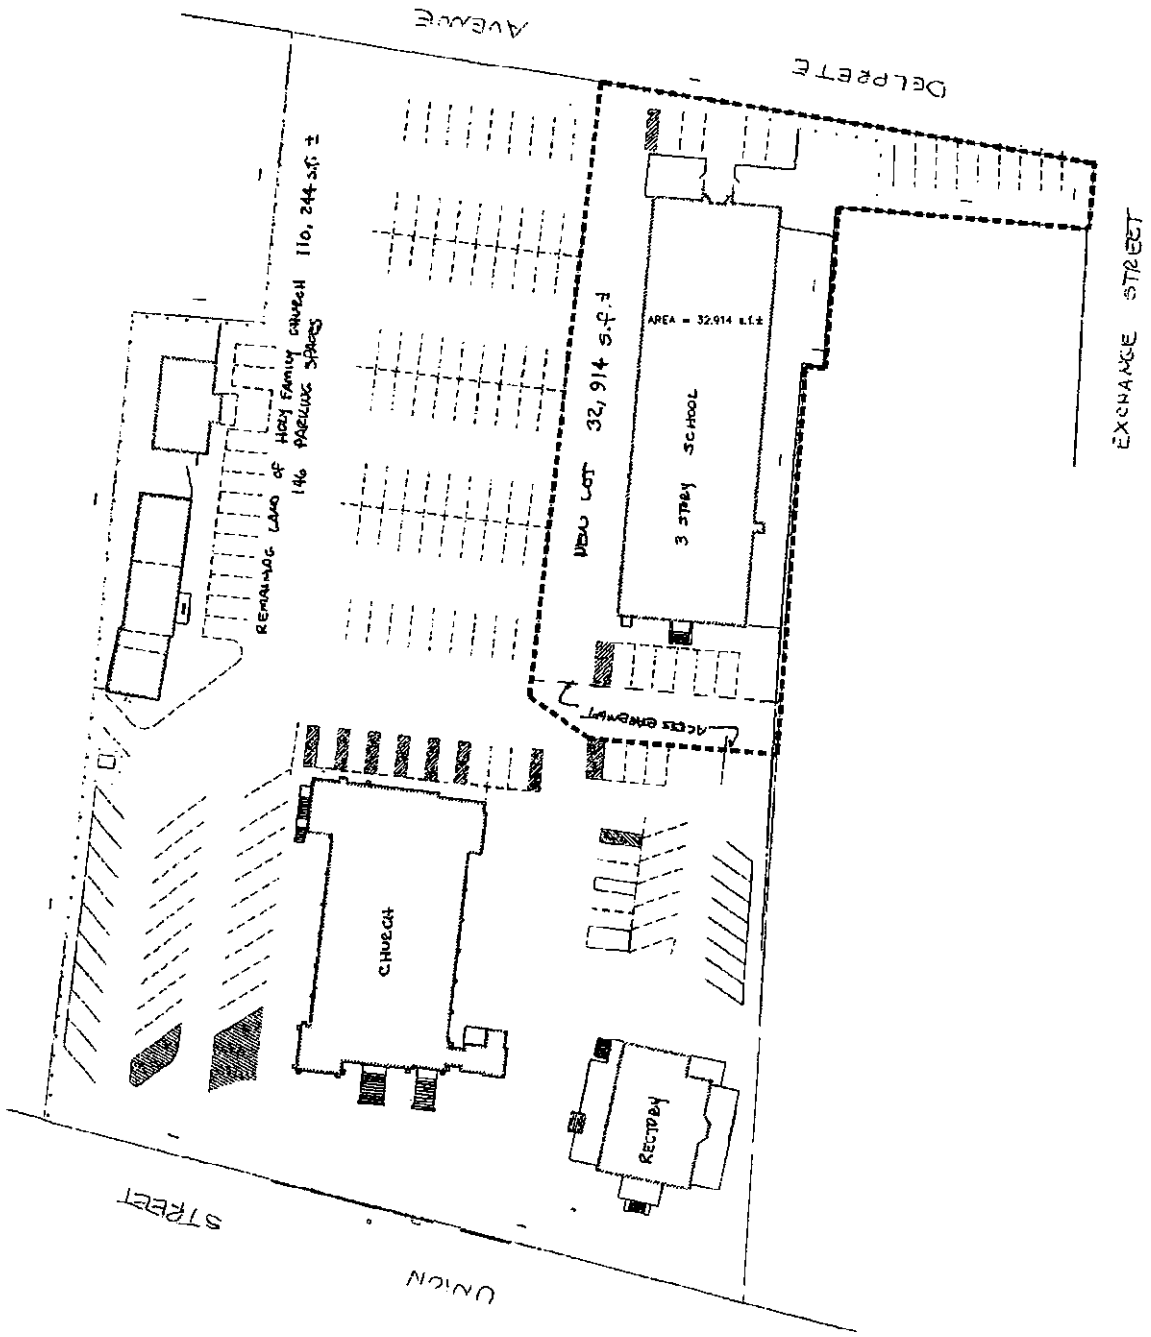 DELPRETE
AVENUE
EXCHANGE STREET
REMAINING LAND OF HOLY FAMILY CHURCH 110,244 s.f. ±
146 PARKING SPACES
NEW LOT 32,914 s.f. ±
AREA = 32,914 s.f.±
3 STORY SCHOOL
ACCESS EASEMENT
CHURCH
RECTORY
UNION
STREET